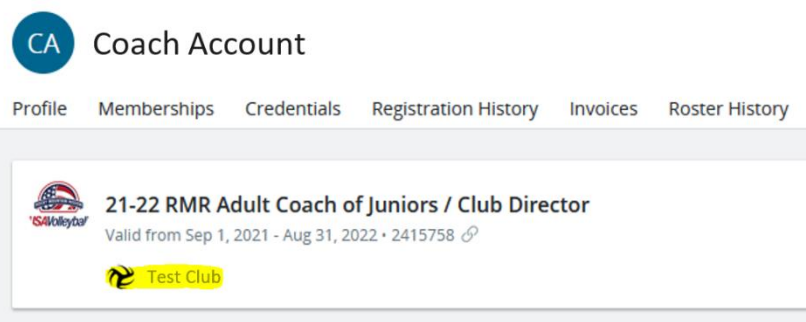 CA Coach Account
Profile Memberships Credentials Registration History Invoices Roster History
21-22 RMR Adult Coach of Juniors / Club Director
USAVolleyball
Valid from Sep 1, 2021 - Aug 31, 2022 • 2415758
Test Club